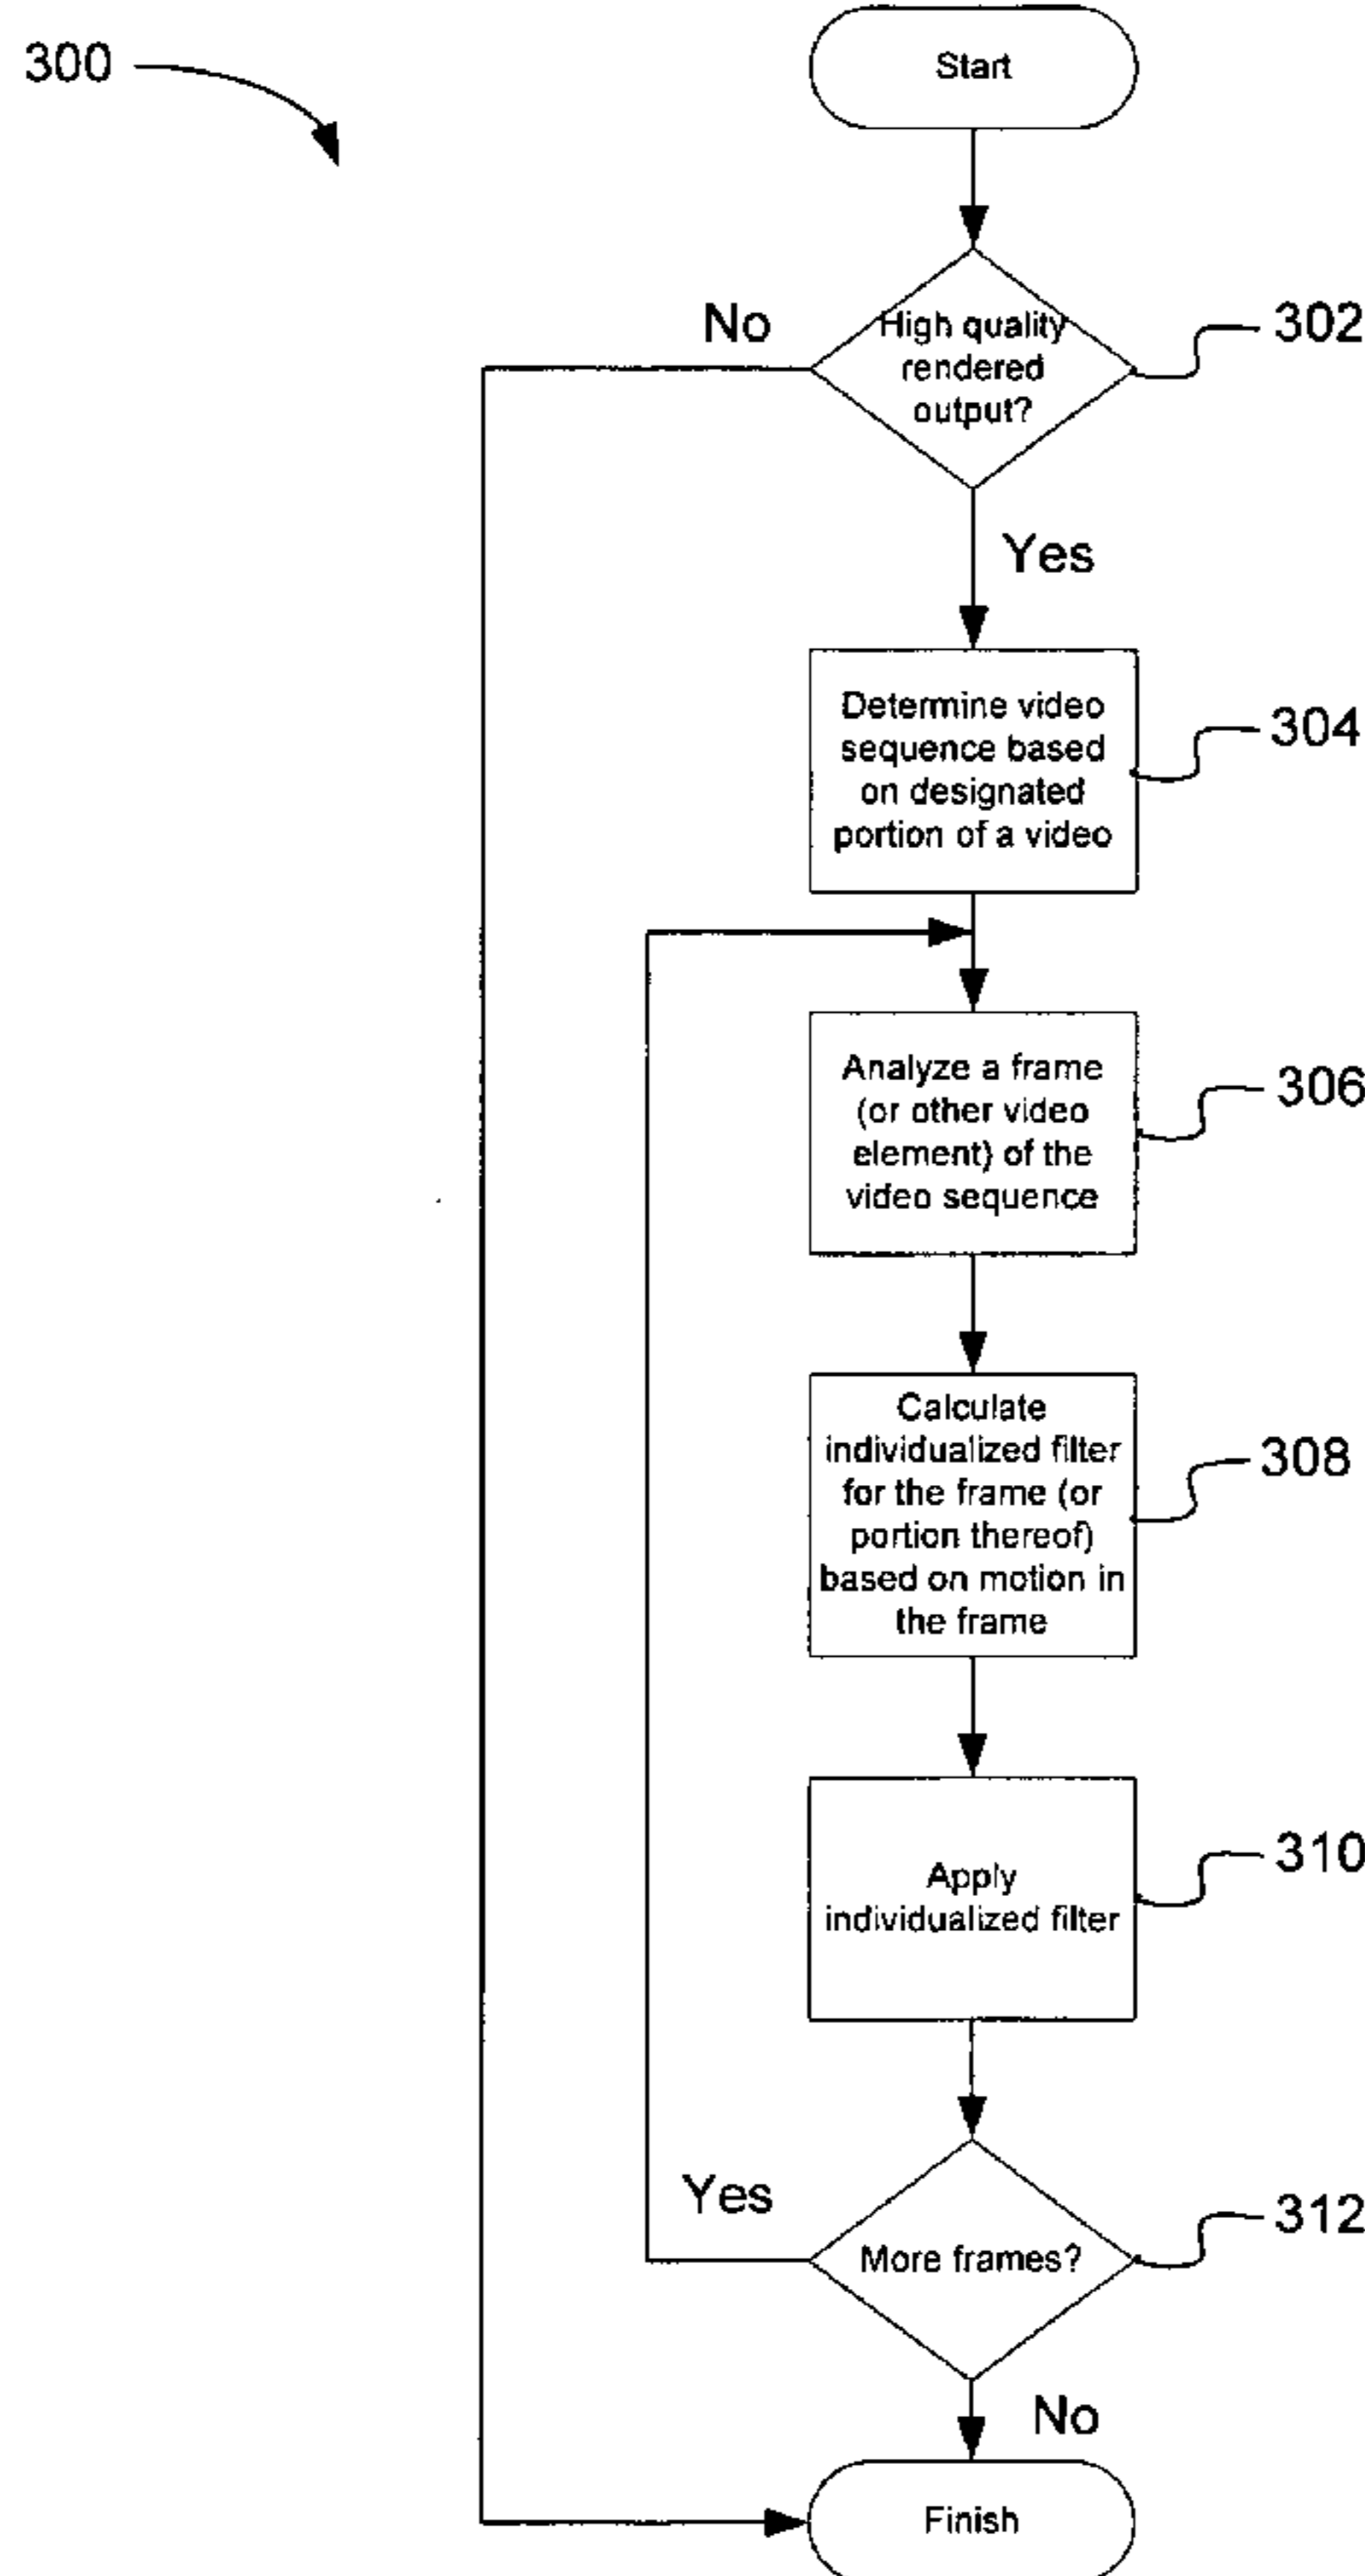 300
Start
No
High quality
rendered
output?
302
Yes
Determine video
sequence based
on designated
portion of a video
304
Analyze a frame
(or other video
element) of the
video sequence
306
Calculate
individualized filter
for the frame (or
portion thereof)
based on motion in
the frame
308
Apply
individualized filter
310
Yes
More frames?
312
No
Finish